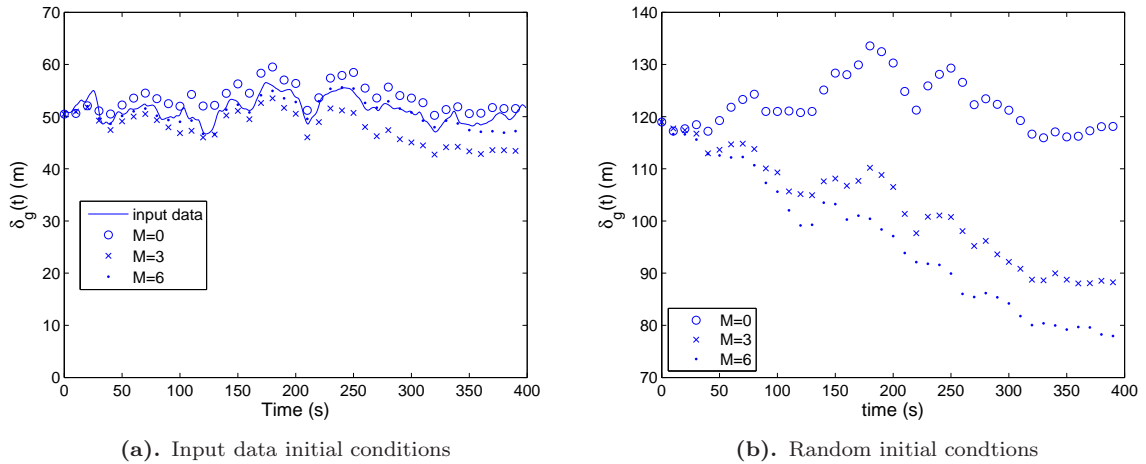 70
60
50
40
30
20
10
0
δg(t) (m)
input data
M=0
M=3
M=6
0 50 100 150 200 250 300 350 400
Time (s)
(a). Input data initial conditions
140
130
120
110
100
90
80
70
δg(t) (m)
M=0
M=3
M=6
0 50 100 150 200 250 300 350 400
time (s)
(b). Random initial condtions